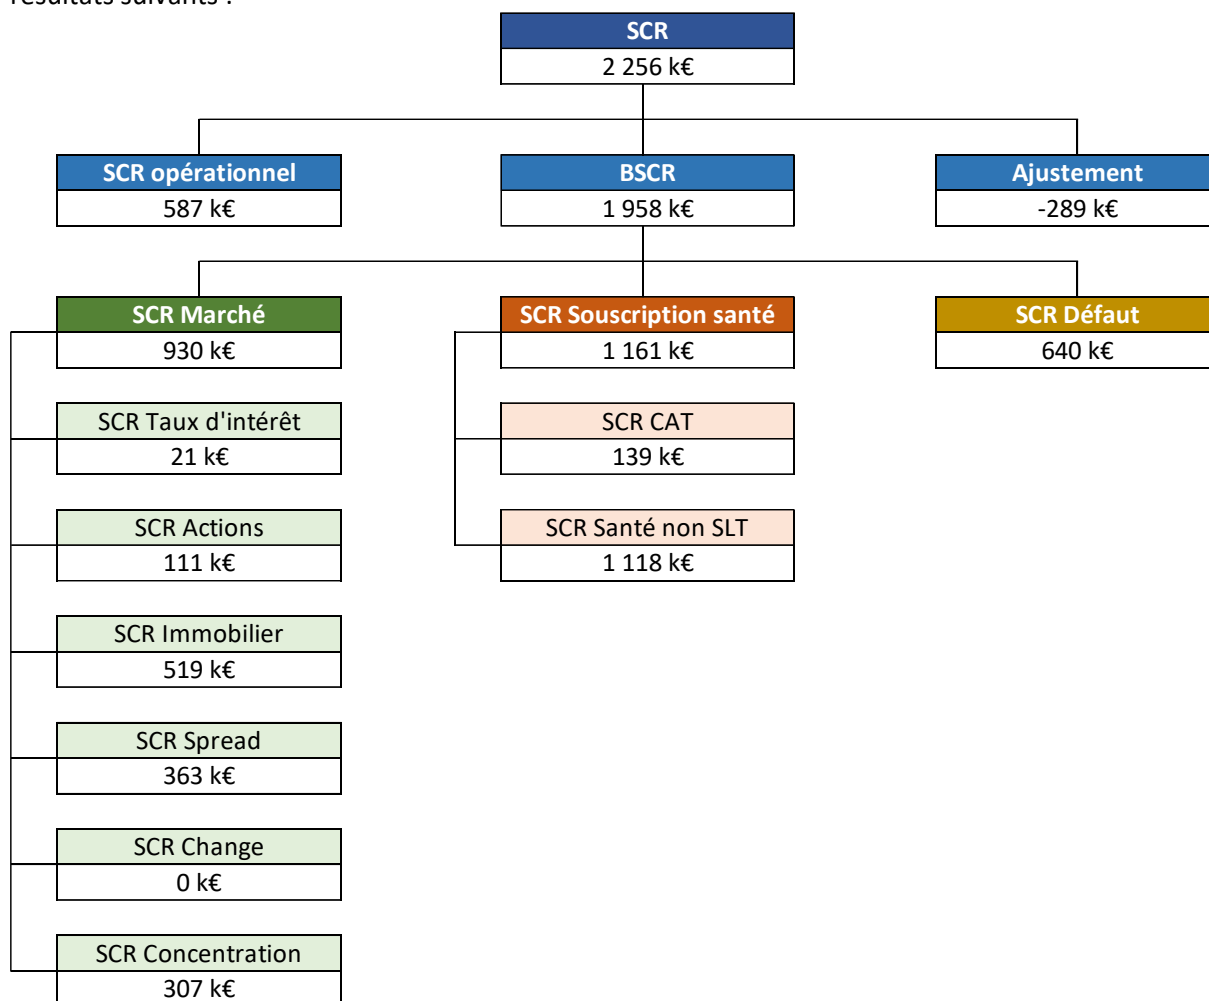 résultats suivants :
SCR
2 256 k€
SCR opérationnel
587 k€
BSCR
1 958 k€
Ajustement
-289 k€
SCR Marché
930 k€
SCR Souscription santé
1 161 k€
SCR Défaut
640 k€
SCR Taux d'intérêt
21 k€
SCR CAT
139 k€
SCR Actions
111 k€
SCR Santé non SLT
1 118 k€
SCR Immobilier
519 k€
SCR Spread
363 k€
SCR Change
0 k€
SCR Concentration
307 k€